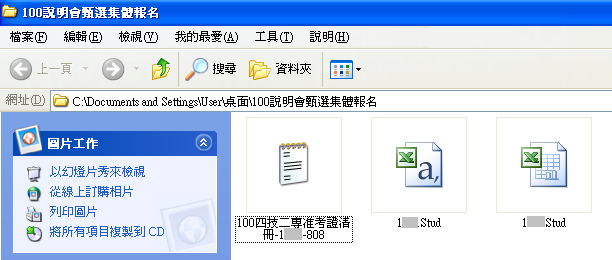 100說明會甄選集體報名
檔案(F) 編輯(E) 檢視(V) 我的最愛(A) 工具(T) 說明(H)
上一頁 搜尋 資料夾
網址(D) C:\Documents and Settings\User\桌面\100說明會甄選集體報名
圖片工作
以幻燈片秀來檢視
從線上訂購相片
列印圖片
將所有項目複製到 CD
100四技二專准考證清
冊-1 -808
1 .Stud
1 Stud